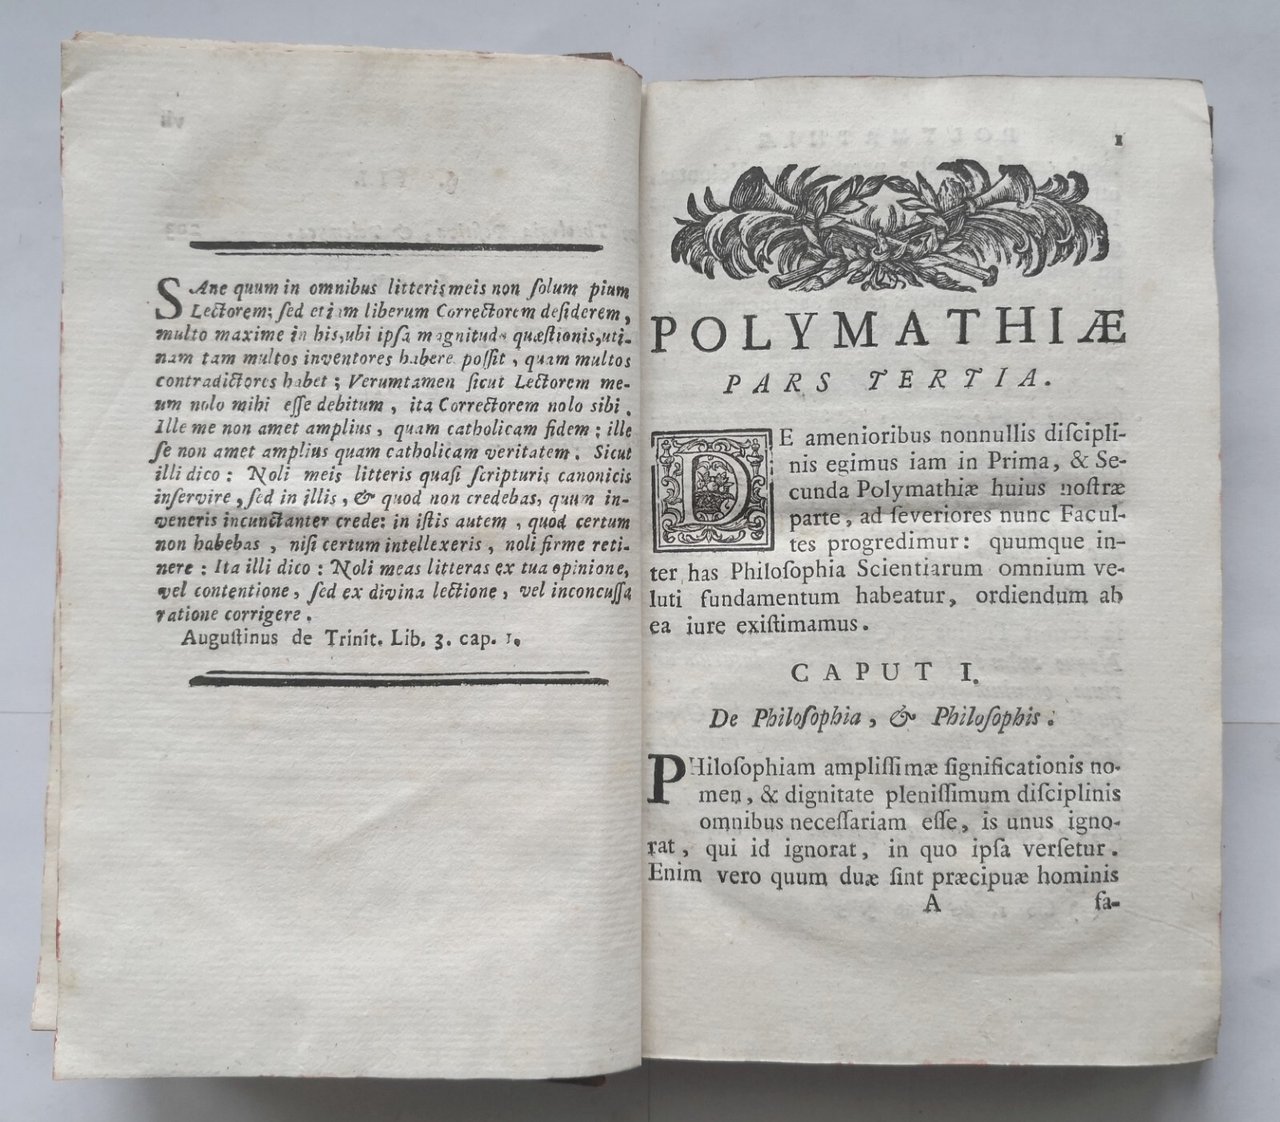 SAne quum in omnibus litteris meis non ſolum pium
Lectorem; ſed etiam liberum Correctorem deſiderem,
multo maxime in his, ubi ipſa magnitudo quæstionis, uti-
nam tam multos inventores habere poſſit, quam multos
contradictores habet; Verumtamen ſicut Lectorem me-
um nolo mihi eſſe debitum, ita Correctorem nolo ſibi.
Ille me non amet amplius, quam catholicam fidem; ille
ſe non amet amplius quam catholicam veritatem. Sicut
illi dico: Noli meis litteris quaſi ſcripturis canonicis
inſervire, ſed in illis, & quod non credebas, quum in-
veneris incunctanter crede: in iſtis autem, quod certum
non habebas, niſi certum intellexeris, noli firme reti-
nere: Ita illi dico: Noli meas litteras ex tua opinione,
vel contentione, ſed ex divina lectione, vel inconcuſſa
ratione corrigere.
Auguſtinus de Trinit. Lib. 3. cap. 1.
1
POLYMATHIÆ
PARS TERTIA.
DE amenioribus nonnullis diſcipli-
nis egimus iam in Prima, & Se-
cunda Polymathiæ huius noſtræ
parte, ad ſeveriores nunc Facul-
tes progredimur: quumque in-
ter has Philoſophia Scientiarum omnium ve-
luti fundamentum habeatur, ordiendum ab
ea iure exiſtimamus.
CAPUT I.
De Philoſophia, & Philoſophis.
PHiloſophiam ampliſſimæ ſignificationis no-
men, & dignitate pleniſſimum diſciplinis
omnibus neceſſariam eſſe, is unus igno-
rat, qui id ignorat, in quo ipſa verſetur.
Enim vero quum duæ ſint præcipuæ hominis
A fa-